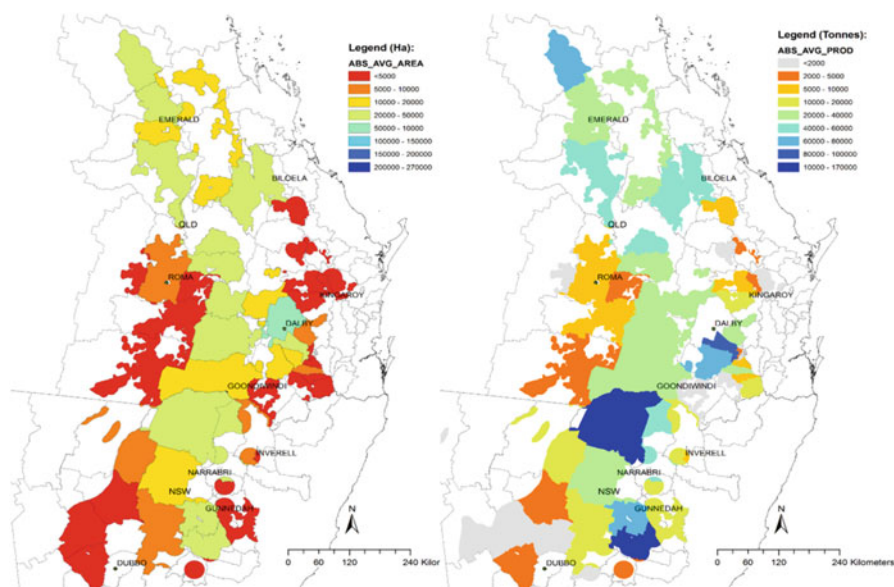 Legend (Ha):
ABS_AVG_AREA
<5000
5000 - 10000
10000 - 20000
20000 - 50000
50000 - 10000
100000 - 150000
150000 - 200000
200000 - 270000
EMERALD
BILOELA
QLD
ROMA
KINGAROY
DALBY
GOONDIWINDI
INVERELL
NARRABRI
NSW
GUNNEDAH
N
DUBBO
0 60 120 240 Kilor
Legend (Tonnes):
ABS_AVG_PROD
<2000
2000 - 5000
5000 - 10000
10000 - 20000
20000 - 40000
40000 - 60000
60000 - 80000
80000 - 100000
10000 - 170000
EMERALD
BILOELA
QLD
ROMA
KINGAROY
DALBY
GOONDIWINDI
INVERELL
NARRABRI
NSW
GUNNEDAH
N
DUBBO
0 30 60 120 180 240 Kilometers